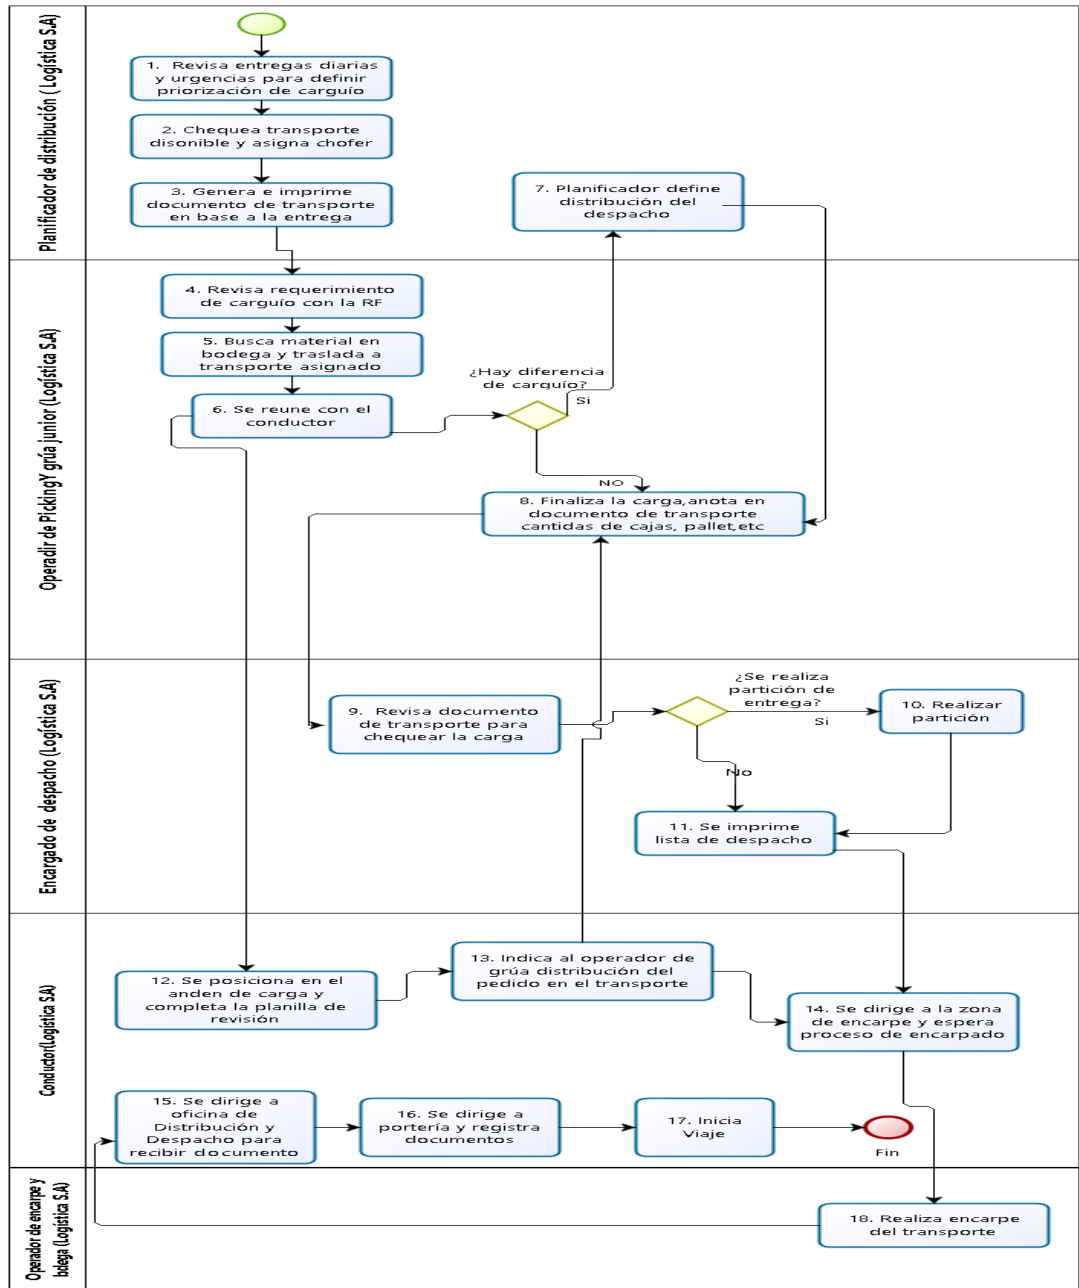 Planificador de distribución ( Logística S.A)
1.  Revisa entregas diarias
y urgencias para definir
priorización de carguío
2. Chequea transporte
disonible y asigna chofer
3. Genera e imprime
documento de transporte
en base a la entrega
7. Planificador define
distribución del
despacho
Operadir de PickingY grúa junior (Logística S.A)
4. Revisa requerimiento
de carguío con la RF
5. Busca material en
bodega y traslada a
transporte asignado
6. Se reune con el
conductor
¿Hay diferencia
de carguío?
Si
NO
8. Finaliza la carga,anota en
documento de transporte
cantidas de cajas, pallet,etc
Encargado de  despacho (Logística S.A)
9.  Revisa documento
de transporte para
chequear la carga
¿Se realiza
partición de
entrega?
Si
No
10. Realizar
partición
11. Se imprime
lista de despacho
Conductor(Logística S.A)
12. Se posiciona en el
anden de carga y
completa la planilla de
revisión
13. Indica al operador de
grúa distribución del
pedido en el transporte
14. Se dirige a la zona
de encarpe y espera
proceso de encarpado
15. Se dirige a
oficina de
Distribución y
Despacho para
recibir documento
16. Se dirige a
portería y registra
documentos
17. Inicia
Viaje
Fin
Operador de encarpe y
bdega (Logística S.A)
18. Realiza encarpe
del transporte